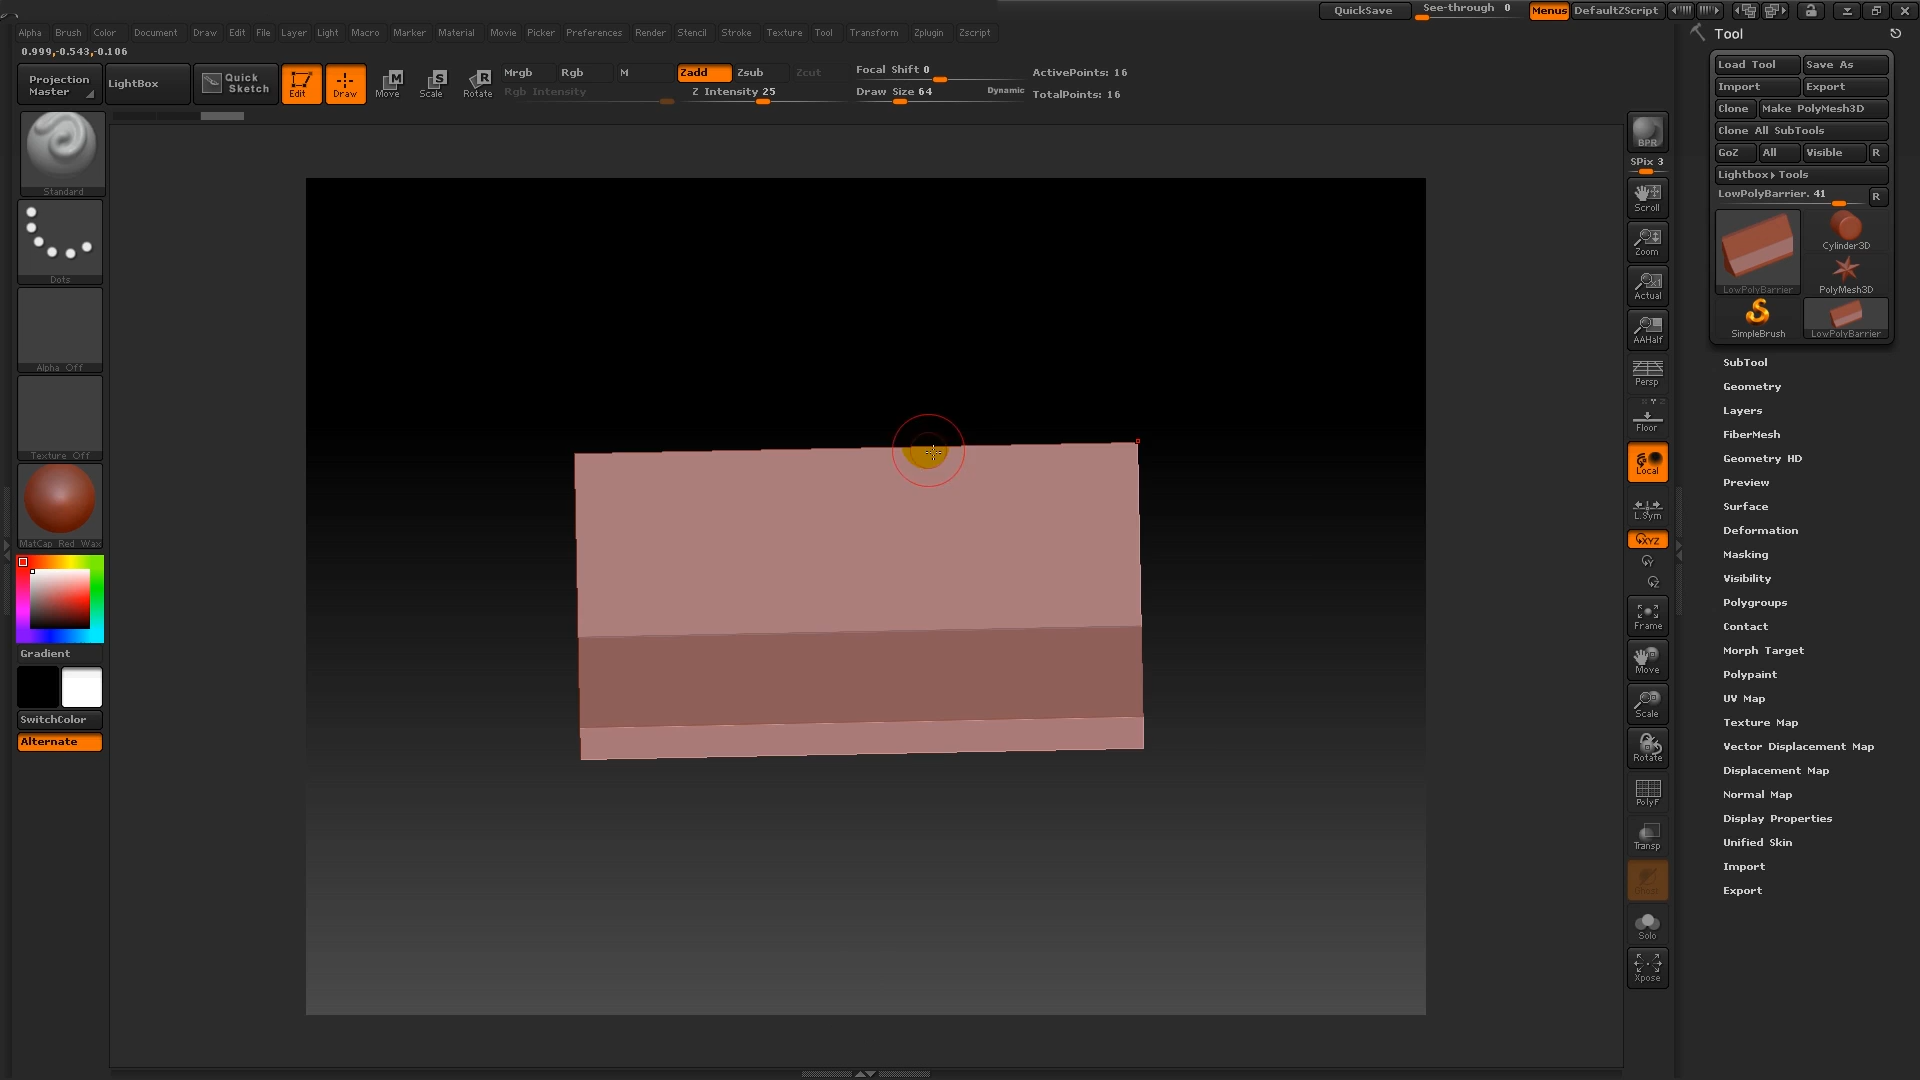 QuickSave See-through 0 Menus DefaultZScript
Alpha Brush Color Document Draw Edit File Layer Light Macro Marker Material Movie Picker Preferences Render Stencil Stroke Texture Tool Transform Zplugin Zscript
0.999,-0.543,-0.106
Projection Master
LightBox
Quick Sketch
Edit
Draw
Move
Scale
Rotate
Mrgb Rgb M
Rgb Intensity
Zadd Zsub Zcut
Z Intensity 25
Focal Shift 0
Draw Size 64 Dynamic
ActivePoints: 16
TotalPoints: 16
Standard
Dots
Alpha Off
Texture Off
MatCap Red Wax
Gradient
SwitchColor
Alternate
BPR
SPix 3
Scroll
Zoom
Actual
AAHalf
Persp
Floor
Local
L.Sym
XYZ
Y
Z
Frame
Move
Scale
Rotate
PolyF
Transp
Ghost
Solo
Xpose
Tool
Load Tool Save As
Import Export
Clone Make PolyMesh3D
Clone All SubTools
GoZ All Visible R
Lightbox▸Tools
LowPolyBarrier. 41 R
LowPolyBarrier
Cylinder3D
PolyMesh3D
SimpleBrush
LowPolyBarrier
SubTool
Geometry
Layers
FiberMesh
Geometry HD
Preview
Surface
Deformation
Masking
Visibility
Polygroups
Contact
Morph Target
Polypaint
UV Map
Texture Map
Vector Displacement Map
Displacement Map
Normal Map
Display Properties
Unified Skin
Import
Export